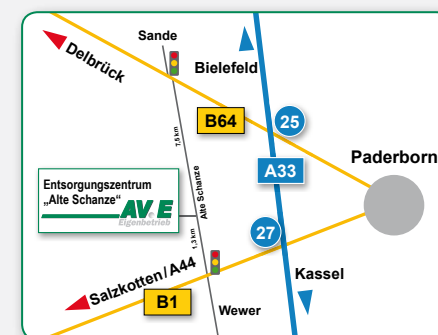 Sande
Delbrück
Bielefeld
7,5 km
B64
25
Paderborn
A33
Entsorgungszentrum
„Alte Schanze“
AV.E
Eigenbetrieb
Alte Schanze
1,3 km
27
Salzkotten/A44
Kassel
B1
Wewer